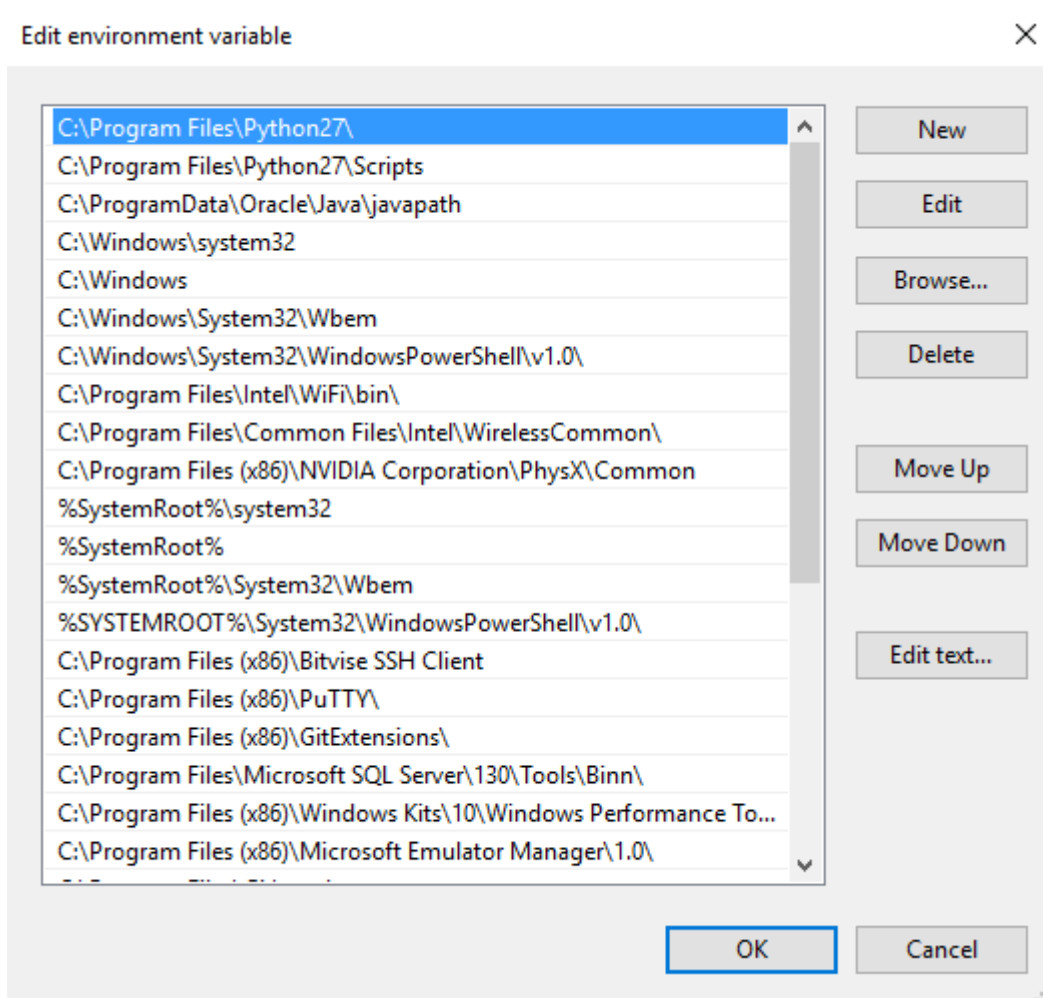 Edit environment variable
C:\Program Files\Python27\
C:\Program Files\Python27\Scripts
C:\ProgramData\Oracle\Java\javapath
C:\Windows\system32
C:\Windows
C:\Windows\System32\Wbem
C:\Windows\System32\WindowsPowerShell\v1.0\
C:\Program Files\Intel\WiFi\bin\
C:\Program Files\Common Files\Intel\WirelessCommon\
C:\Program Files (x86)\NVIDIA Corporation\PhysX\Common
%SystemRoot%\system32
%SystemRoot%
%SystemRoot%\System32\Wbem
%SYSTEMROOT%\System32\WindowsPowerShell\v1.0\
C:\Program Files (x86)\Bitvise SSH Client
C:\Program Files (x86)\PuTTY\
C:\Program Files (x86)\GitExtensions\
C:\Program Files\Microsoft SQL Server\130\Tools\Binn\
C:\Program Files (x86)\Windows Kits\10\Windows Performance To...
C:\Program Files (x86)\Microsoft Emulator Manager\1.0\
New
Edit
Browse...
Delete
Move Up
Move Down
Edit text...
OK
Cancel